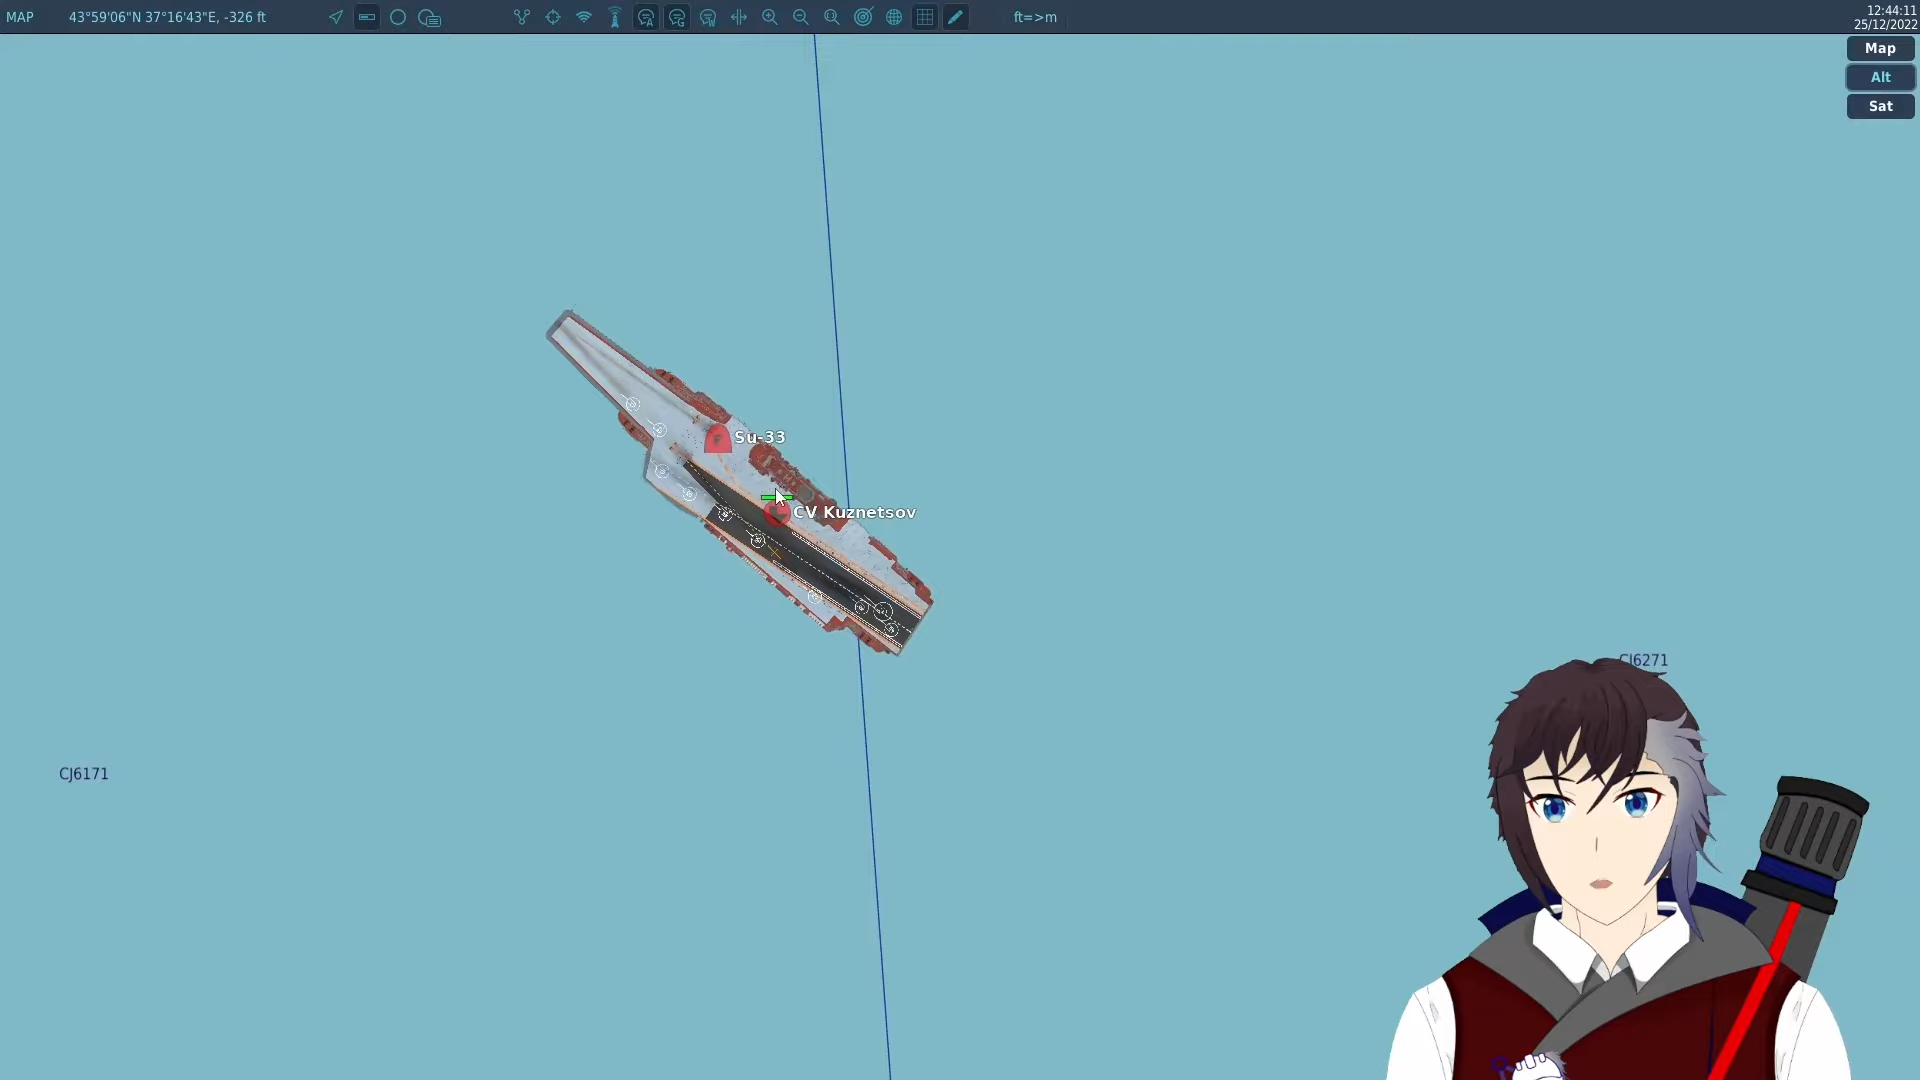 MAP 43°59'06"N 37°16'43"E, -326 ft ft=>m 12:44:11
25/12/2022
Map
Alt
Sat
Su-33
CV Kuznetsov
CJ6271
CJ6171